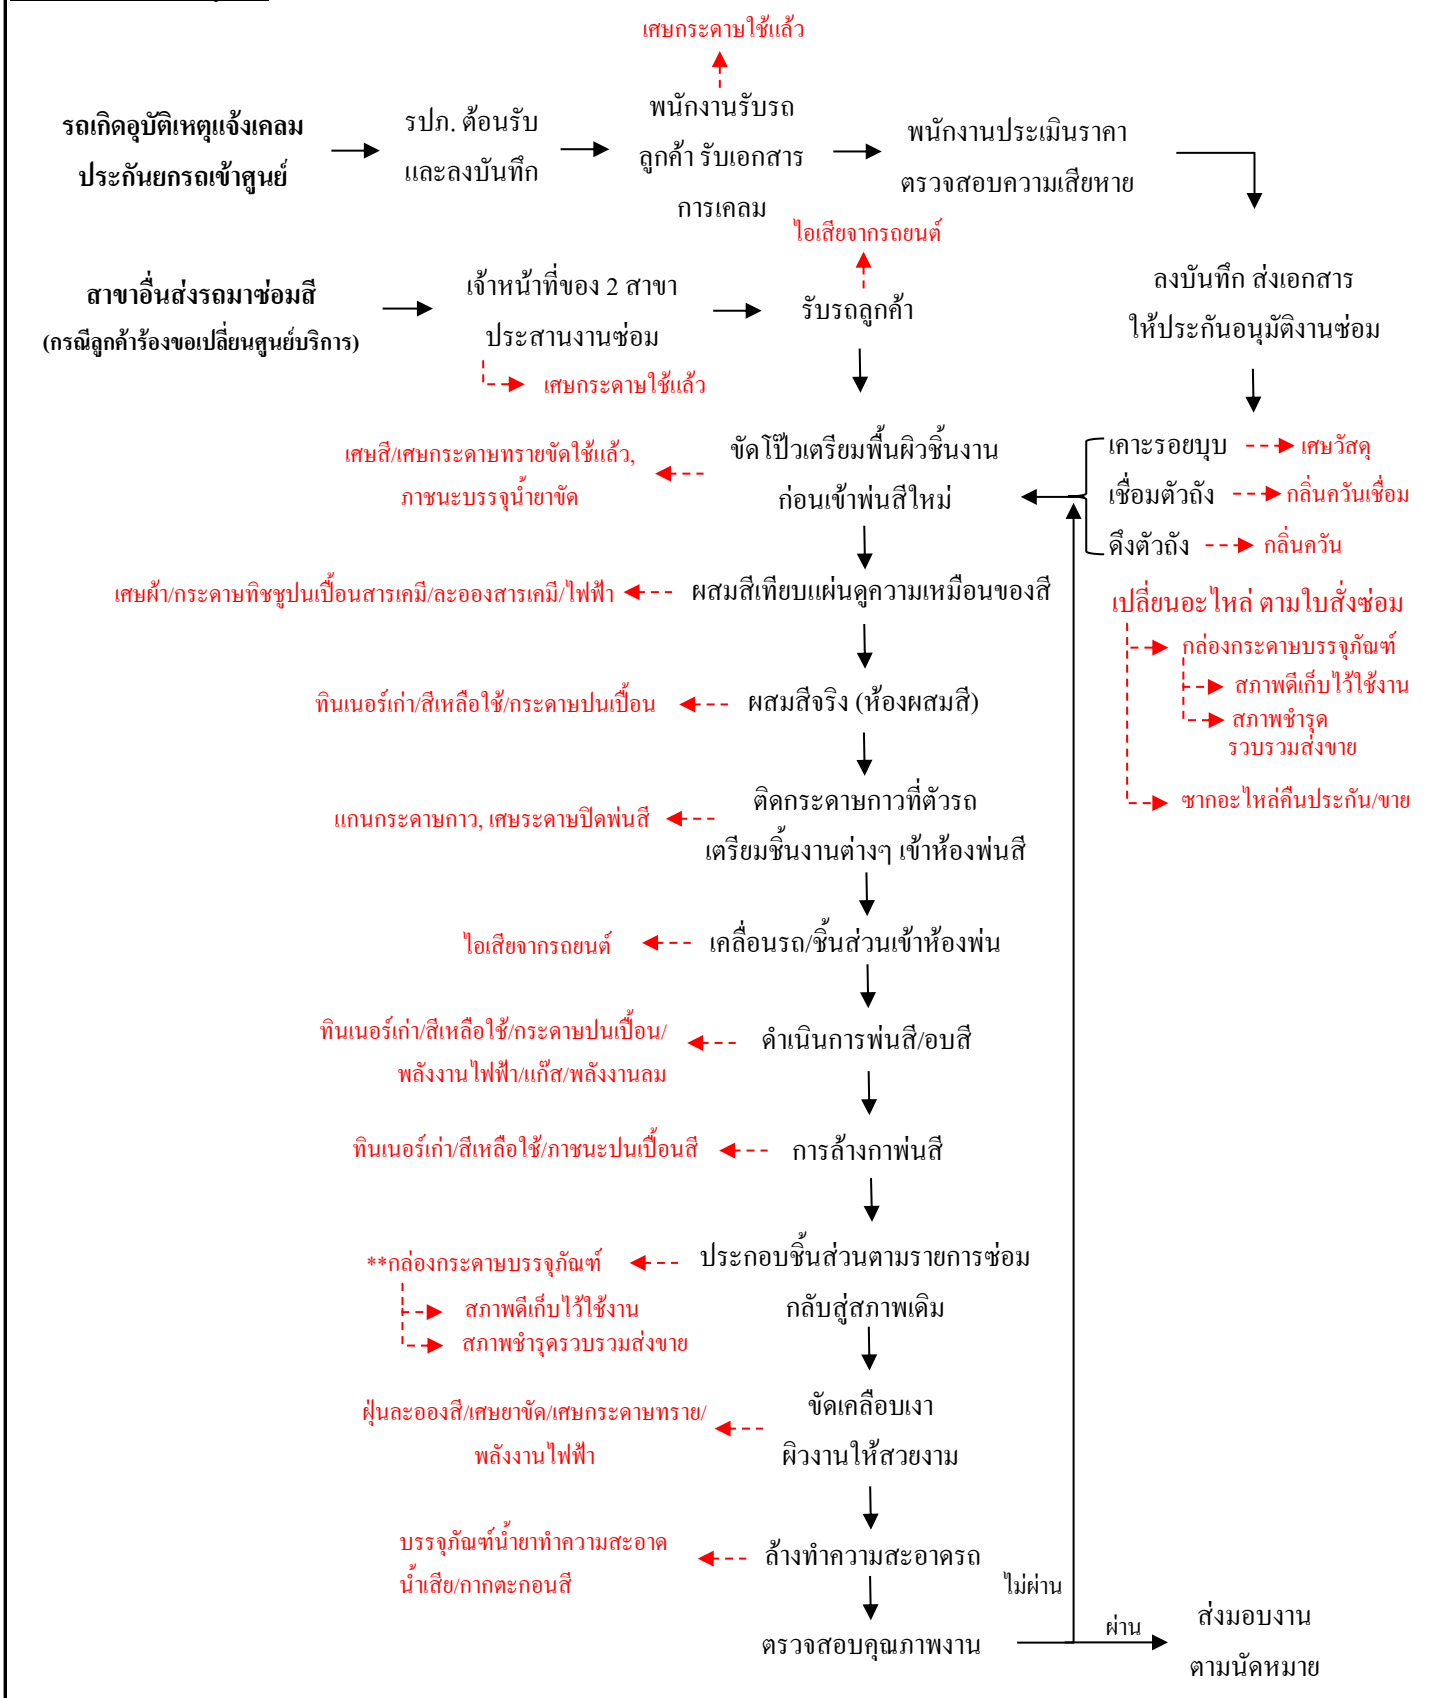 เศษกระดาษใช้แล้ว
รถเกิดอุบัติเหตุแจ้งเคลม
ประกันยกรถเข้าศูนย์
รปภ. ต้อนรับ
และลงบันทึก
พนักงานรับรถ
ลูกค้า รับเอกสาร
การเคลม
พนักงานประเมินราคา
ตรวจสอบความเสียหาย
ไอเสียจากรถยนต์
สาขาอื่นส่งรถมาซ่อมสี
(กรณีลูกค้าร้องขอเปลี่ยนศูนย์บริการ)
เจ้าหน้าที่ของ 2 สาขา
ประสานงานซ่อม
เศษกระดาษใช้แล้ว
รับรถลูกค้า
ลงบันทึก ส่งเอกสาร
ให้ประกันอนุมัติงานซ่อม
เศษสี/เศษกระดาษทรายขัดใช้แล้ว,
ภาชนะบรรจุน้ำยาขัด
ขัดโป๊วเตรียมพื้นผิวชิ้นงาน
ก่อนเข้าพ่นสีใหม่
เคาะรอยบุบ
เศษวัสดุ
เชื่อมตัวถัง
กลิ่นควันเชื่อม
ดึงตัวถัง
กลิ่นควัน
เศษผ้า/กระดาษทิชชูปนเปื้อนสารเคมี/ละอองสารเคมี/ไฟฟ้า
ผสมสีเทียบแผ่นดูความเหมือนของสี
เปลี่ยนอะไหล่ ตามใบสั่งซ่อม
กล่องกระดาษบรรจุภัณฑ์
สภาพดีเก็บไว้ใช้งาน
สภาพชำรุด
รวบรวมส่งขาย
ซากอะไหล่คืนประกัน/ขาย
ทินเนอร์เก่า/สีเหลือใช้/กระดาษปนเปื้อน
ผสมสีจริง (ห้องผสมสี)
แกนกระดาษกาว, เศษระดาษปิดพ่นสี
ติดกระดาษกาวที่ตัวรถ
เตรียมชิ้นงานต่างๆ เข้าห้องพ่นสี
ไอเสียจากรถยนต์
เคลื่อนรถ/ชิ้นส่วนเข้าห้องพ่น
ทินเนอร์เก่า/สีเหลือใช้/กระดาษปนเปื้อน/
พลังงานไฟฟ้า/แก๊ส/พลังงานลม
ดำเนินการพ่นสี/อบสี
ทินเนอร์เก่า/สีเหลือใช้/ภาชนะปนเปื้อนสี
การล้างกาพ่นสี
**กล่องกระดาษบรรจุภัณฑ์
สภาพดีเก็บไว้ใช้งาน
สภาพชำรุดรวบรวมส่งขาย
ประกอบชิ้นส่วนตามรายการซ่อม
กลับสู่สภาพเดิม
ฝุ่นละอองสี/เศษยาขัด/เศษกระดาษทราย/
พลังงานไฟฟ้า
ขัดเคลือบเงา
ผิวงานให้สวยงาม
บรรจุภัณฑ์น้ำยาทำความสะอาด
น้ำเสีย/กากตะกอนสี
ล้างทำความสะอาดรถ
ไม่ผ่าน
ตรวจสอบคุณภาพงาน
ผ่าน
ส่งมอบงาน
ตามนัดหมาย